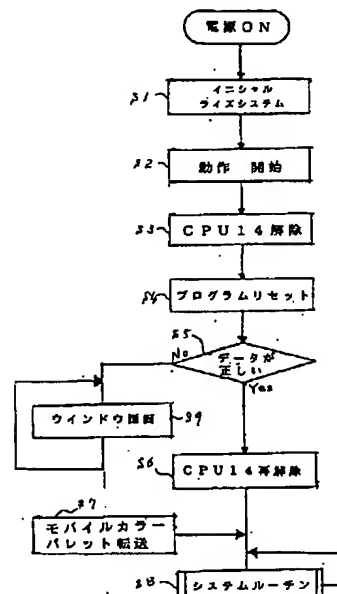 電源ON
S1
イニシャル
ライズシステム
S2
動作 開始
S3
CPU14解除
S4
プログラムリセット
S5
No
データが
正しい
Yes
ウインドウ
S9
S6
CPU14再解除
S7
モバイルカラー
パレット転送
S8
システムルーチン